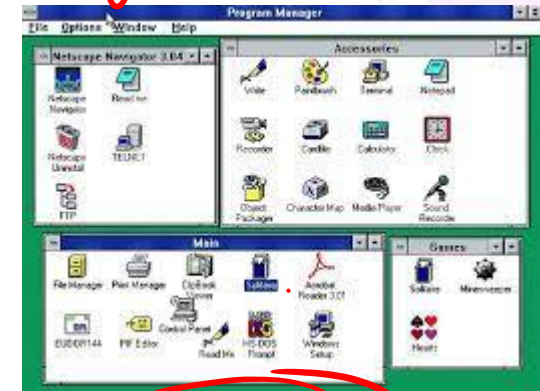 Program Manager
File Options Window Help
Netscape Navigator 3.04
Netscape Navigator
Read me
Netscape Uninstall
TELNET
FTP
Accessories
Write
Paintbrush
Terminal
Notepad
Recorder
Cardfile
Calculator
Clock
Object Packager
Character Map
Media Player
Sound Recorder
Main
File Manager
Print Manager
ClipBook Viewer
Solitaire
Acrobat Reader 3.01
EUDOR144
PIF Editor
Control Panel
Read Me
MS-DOS Prompt
Windows Setup
Games
Solitaire
Minesweeper
Hearts